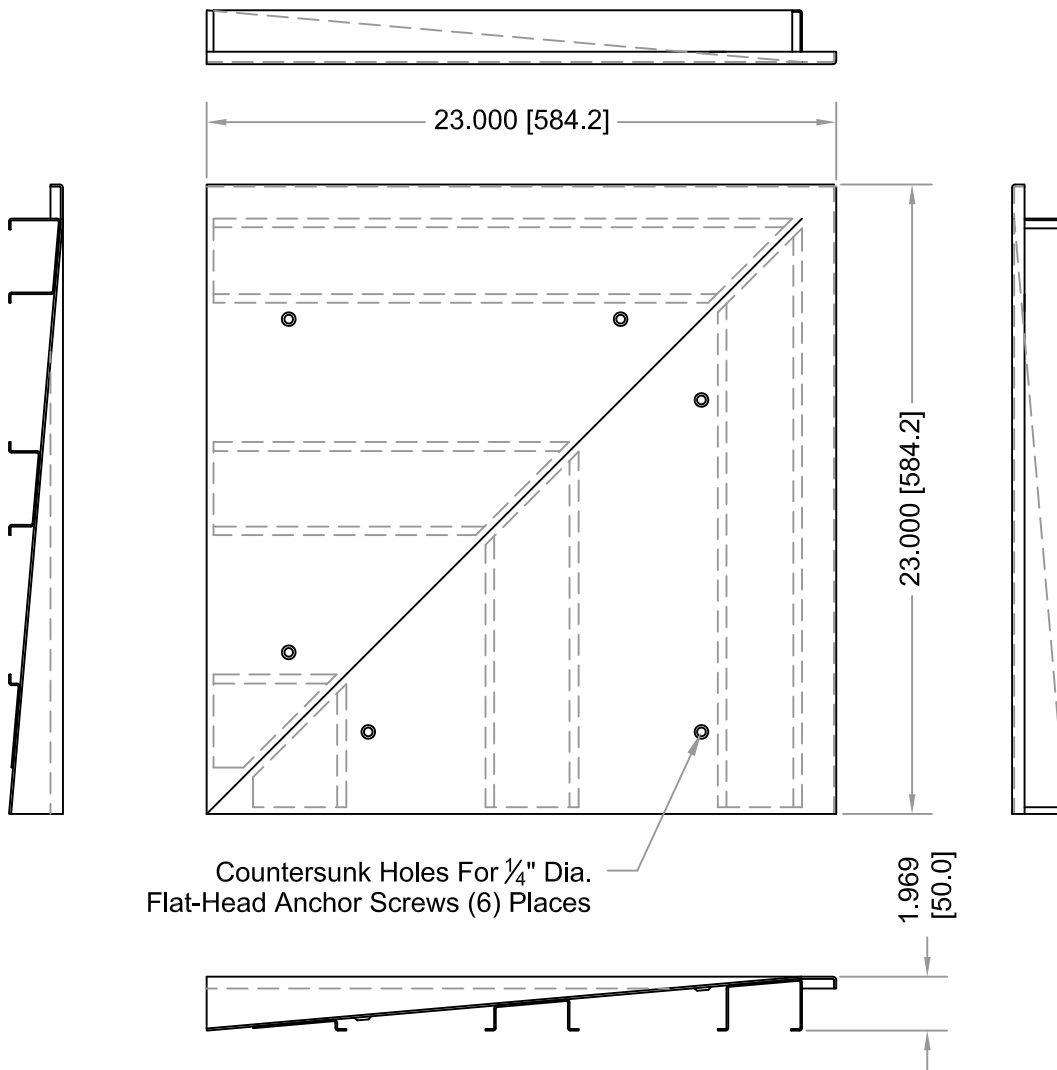 23.000 [584.2]
23.000 [584.2]
Countersunk Holes For ¼" Dia.
Flat-Head Anchor Screws (6) Places
1.969
[50.0]